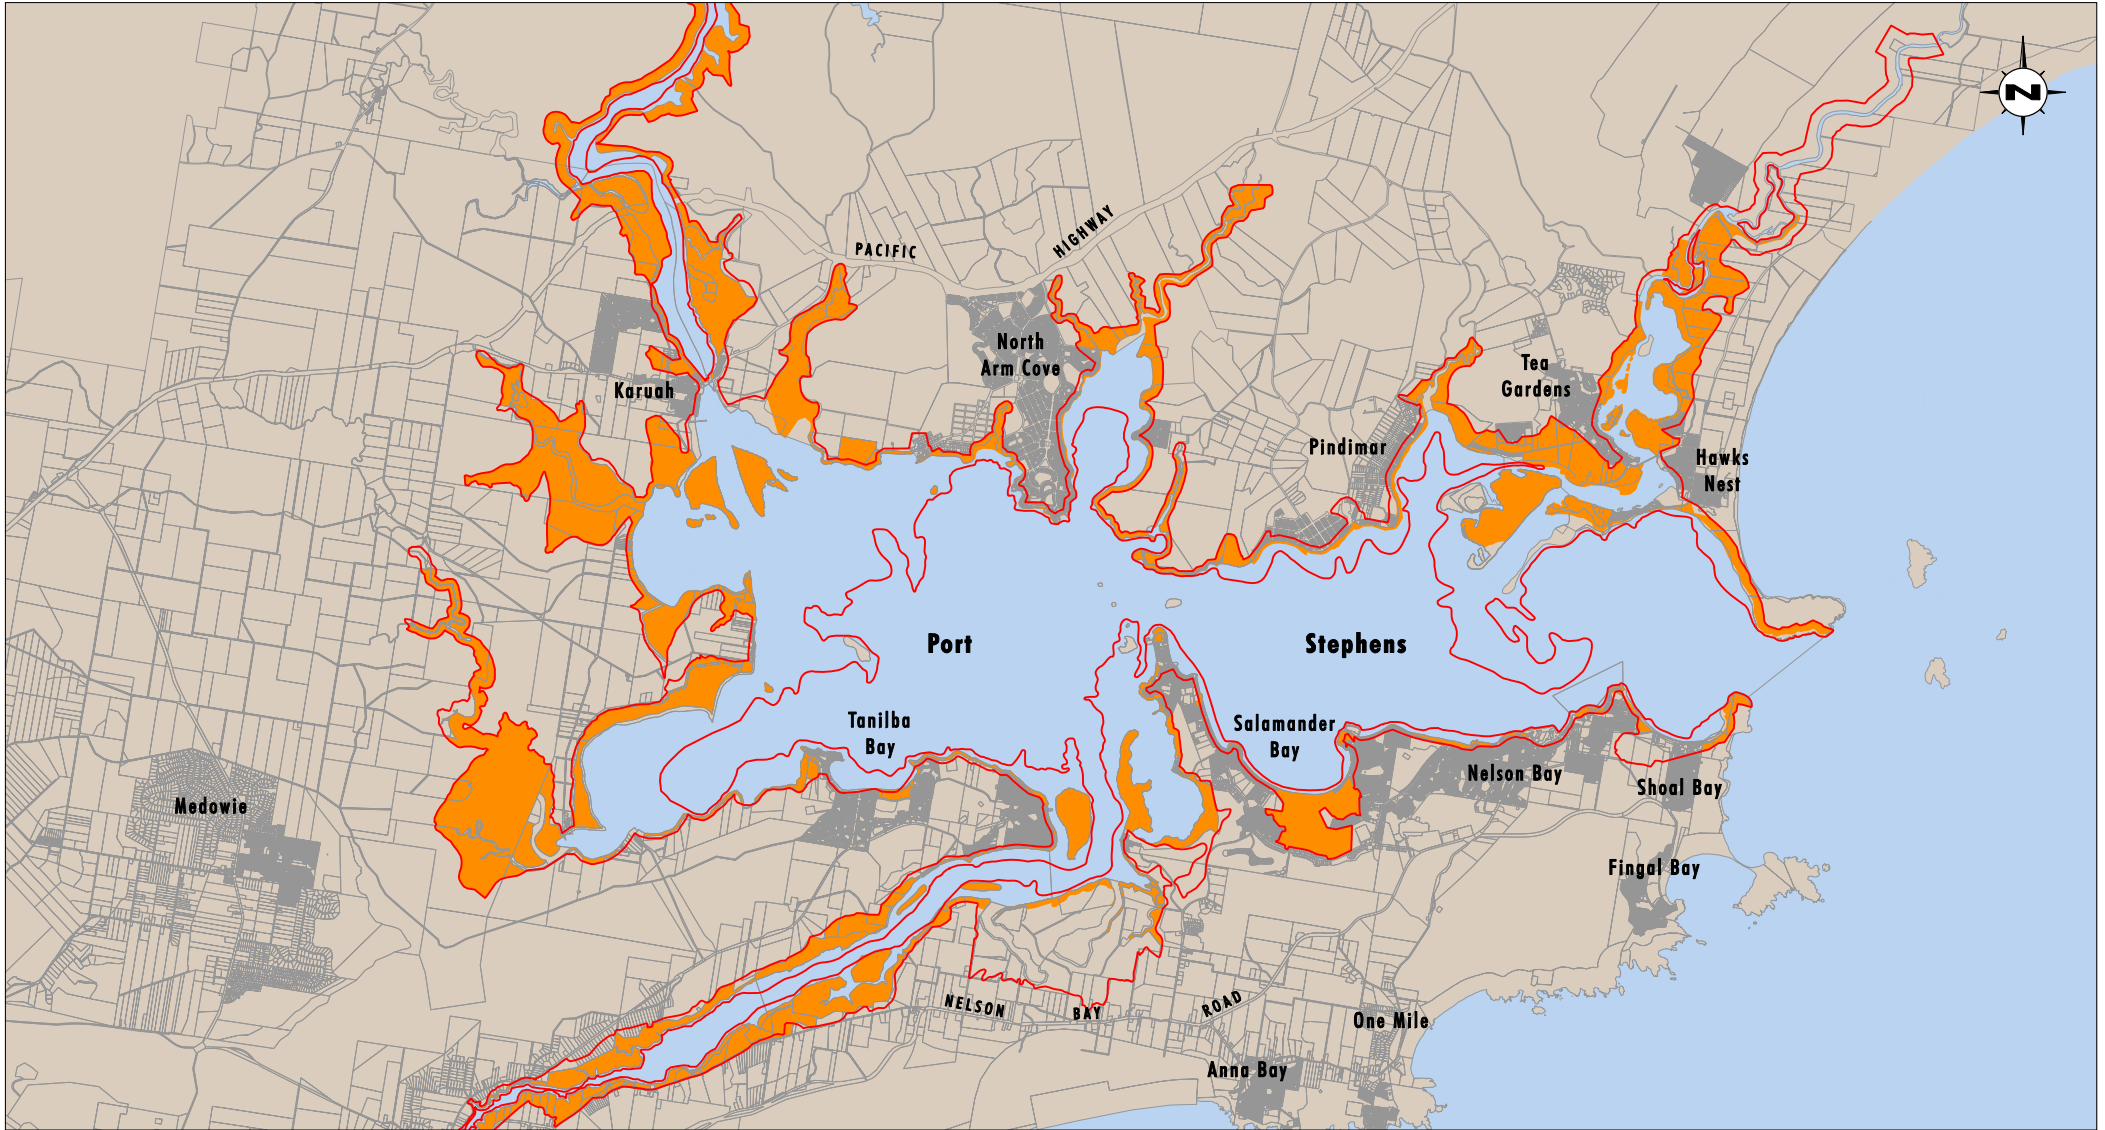 N
PACIFIC
HIGHWAY
North
Arm Cove
Karuah
Tea
Gardens
Pindimar
Hawks
Nest
Port
Stephens
Tanilba
Bay
Salamander
Bay
Nelson Bay
Shoal Bay
Medowie
Fingal Bay
NELSON
BAY
ROAD
One Mile
Anna Bay